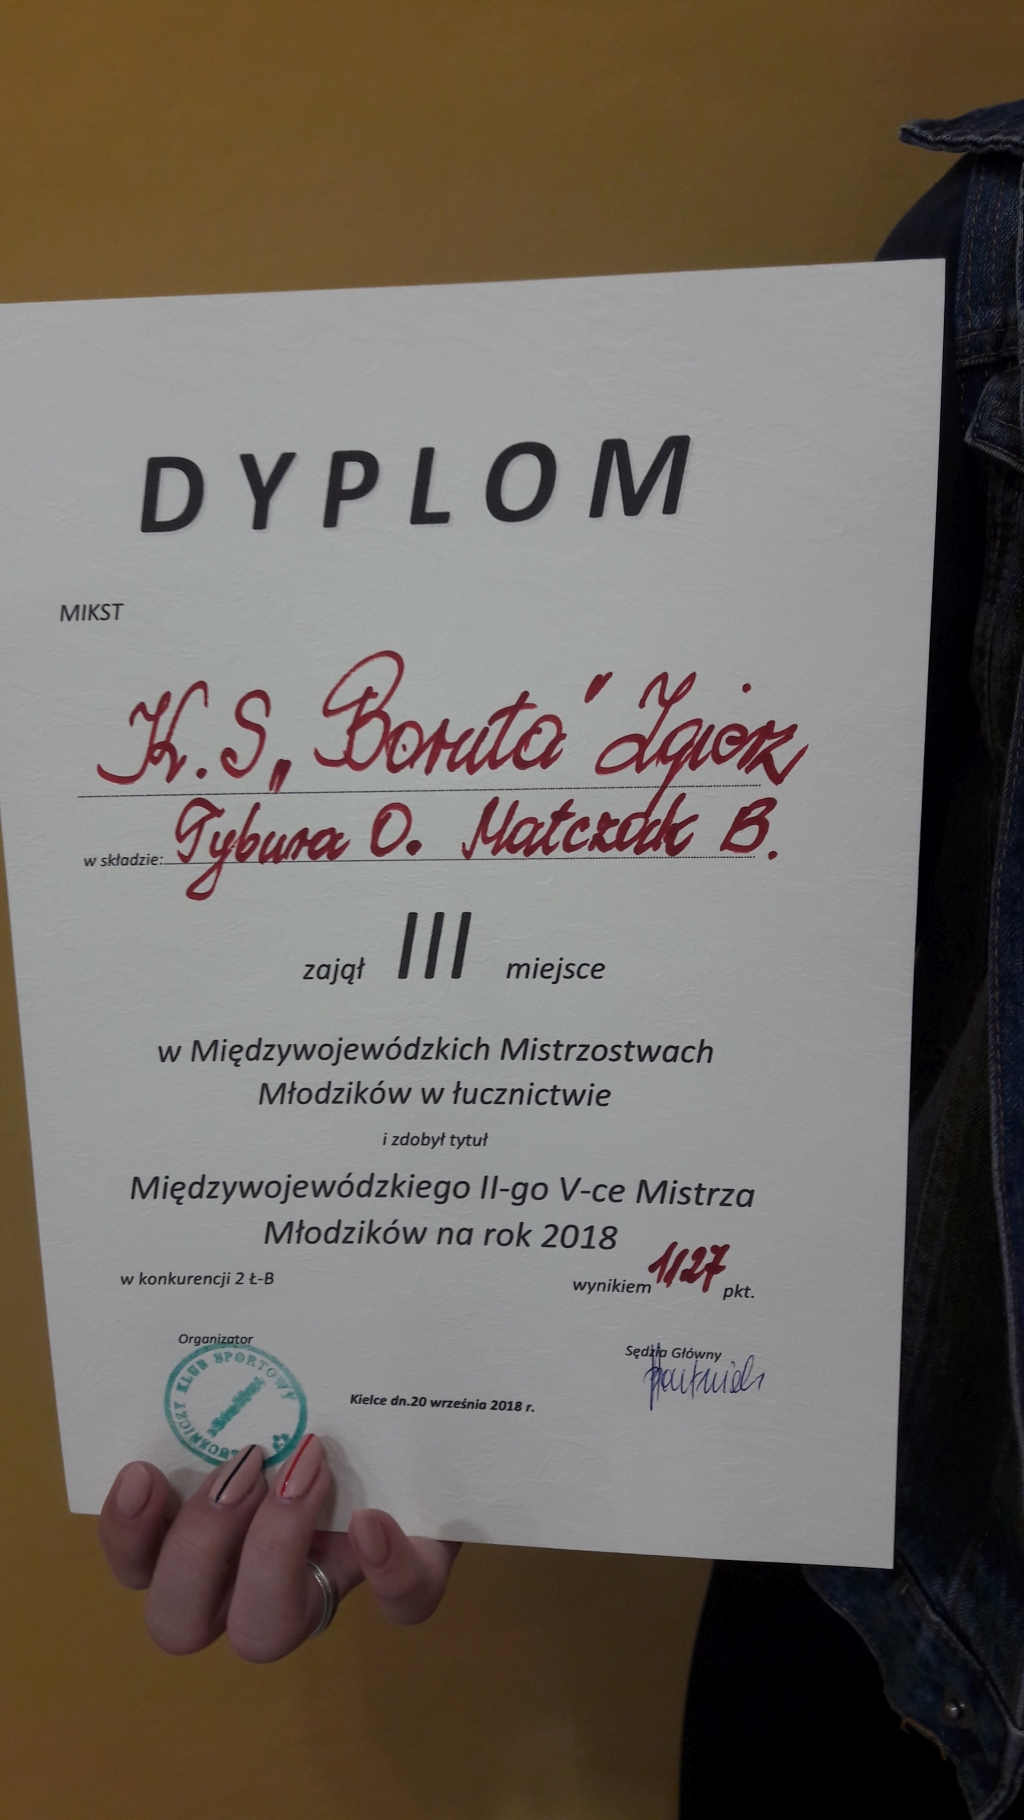 DYPLOM
MIKST
K.S „Boruta" Zgierz
w składzie: Tybura O. Matczak B.
zajął III miejsce
w Międzywojewódzkich Mistrzostwach
Młodzików w łucznictwie
i zdobył tytuł
Międzywojewódzkiego II-go V-ce Mistrza
Młodzików na rok 2018
w konkurencji 2 Ł-B
wynikiem 1127 pkt.
Organizator
Sędzia Główny
KLUB SPORTOWY
Kielce dn.20 września 2018 r.